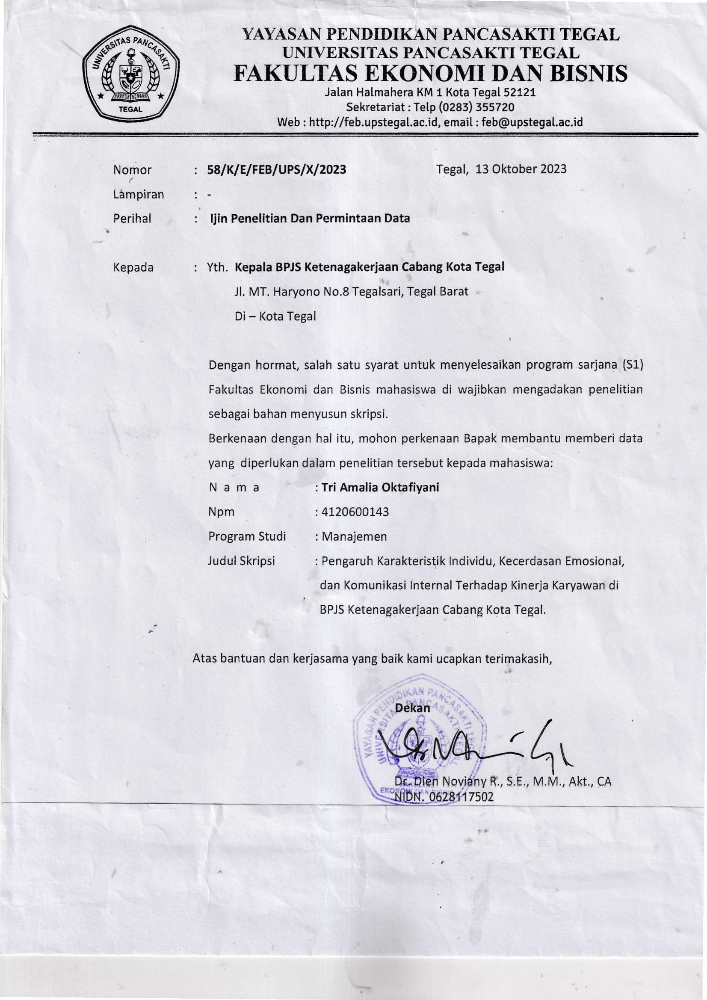 YAYASAN PENDIDIKAN PANCASAKTI TEGAL
UNIVERSITAS PANCASAKTI TEGAL
FAKULTAS EKONOMI DAN BISNIS
Jalan Halmahera KM 1 Kota Tegal 52121
Sekretariat : Telp (0283) 355720
Web : http://feb.upstegal.ac.id, email : feb@upstegal.ac.id
UNIVERSITAS PANCASAKTI
TEGAL
Nomor : 58/K/E/FEB/UPS/X/2023 Tegal, 13 Oktober 2023
Lampiran : -
Perihal : Ijin Penelitian Dan Permintaan Data
Kepada : Yth. Kepala BPJS Ketenagakerjaan Cabang Kota Tegal
Jl. MT. Haryono No.8 Tegalsari, Tegal Barat
Di – Kota Tegal
Dengan hormat, salah satu syarat untuk menyelesaikan program sarjana (S1)
Fakultas Ekonomi dan Bisnis mahasiswa di wajibkan mengadakan penelitian
sebagai bahan menyusun skripsi.
Berkenaan dengan hal itu, mohon perkenaan Bapak membantu memberi data
yang diperlukan dalam penelitian tersebut kepada mahasiswa:
N a m a : Tri Amalia Oktafiyani
Npm : 4120600143
Program Studi : Manajemen
Judul Skripsi : Pengaruh Karakteristik Individu, Kecerdasan Emosional,
dan Komunikasi Internal Terhadap Kinerja Karyawan di
BPJS Ketenagakerjaan Cabang Kota Tegal.
Atas bantuan dan kerjasama yang baik kami ucapkan terimakasih,
Dekan
YAYASAN PENDIDIKAN PANCASAKTI TEGAL
UNIVERSITAS PANCASAKTI TEGAL
FAKULTAS
EKONOMI DAN BISNIS
Dr. Dien Noviany R., S.E., M.M., Akt., CA
NIDN. 0628117502